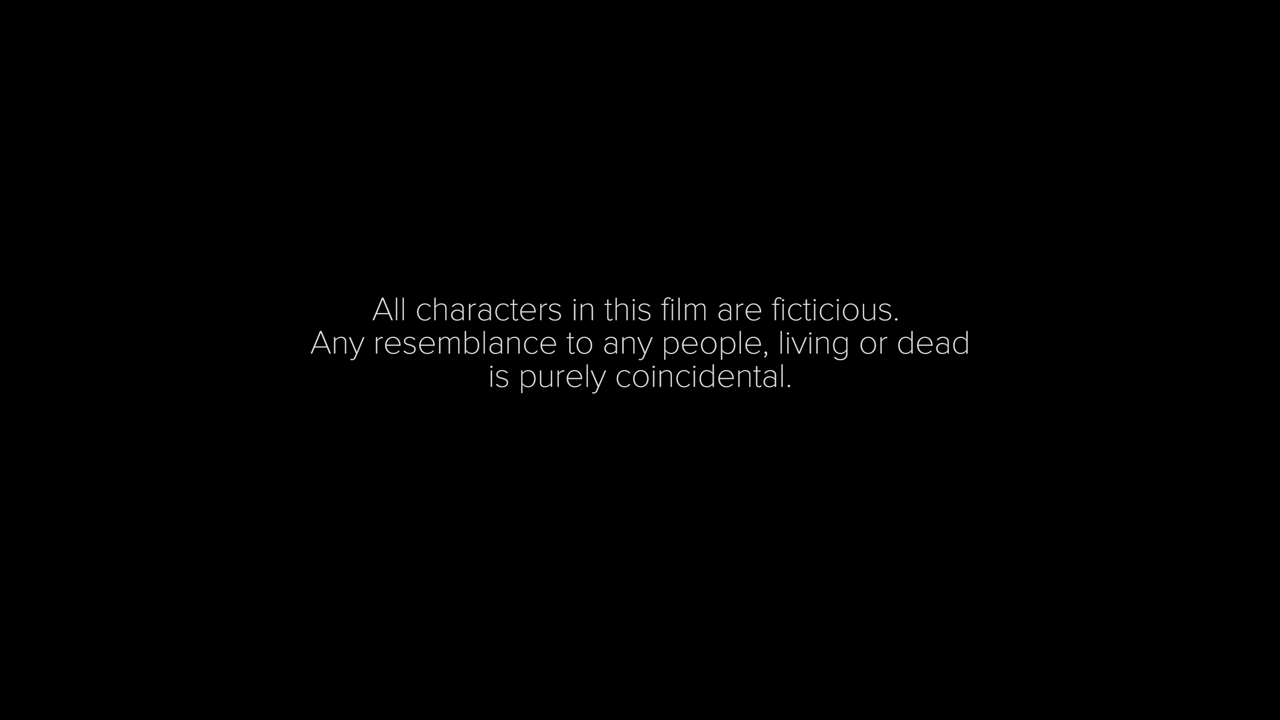 All characters in this film are ficticious.
Any resemblance to any people, living or dead
is purely coincidental.